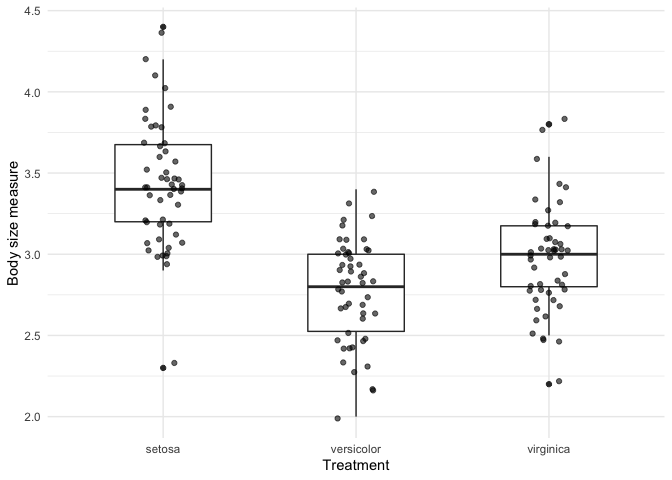 4.5
4.0
3.5
3.0
2.5
2.0
Body size measure
setosa
versicolor
virginica
Treatment